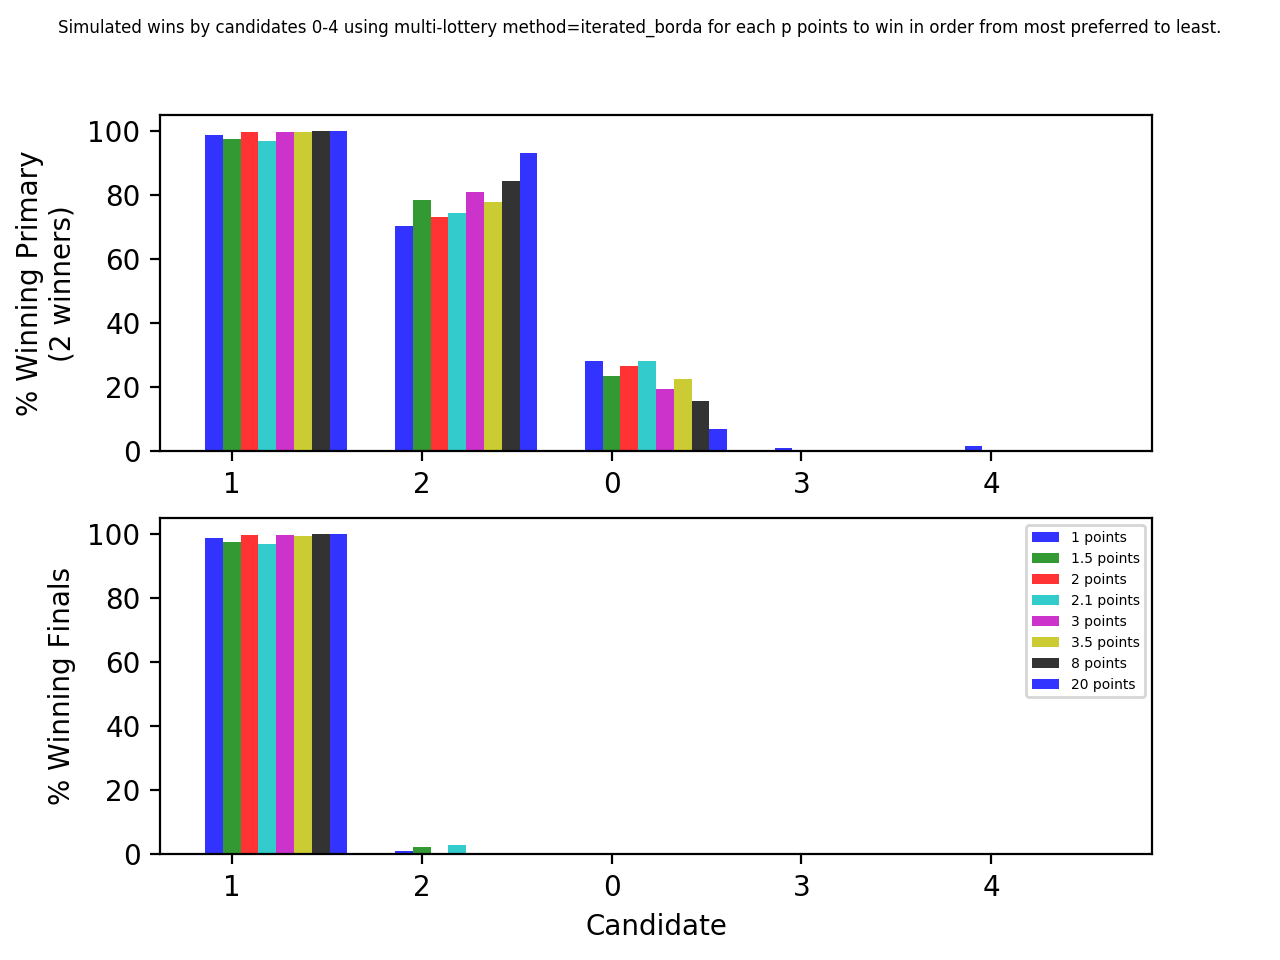 Simulated wins by candidates 0-4 using multi-lottery method=iterated_borda for each p points to win in order from most preferred to least.
% Winning Primary
(2 winners)
100
80
60
40
20
0
1 2 0 3 4
% Winning Finals
100
80
60
40
20
0
1 points
1.5 points
2 points
2.1 points
3 points
3.5 points
8 points
20 points
1 2 0 3 4
Candidate